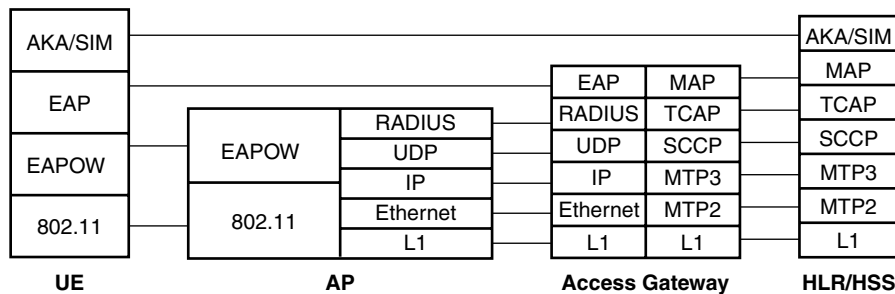 AKA/SIM
EAP
EAPOW
802.11
UE
EAPOW
802.11
RADIUS
UDP
IP
Ethernet
L1
AP
EAP
RADIUS
UDP
IP
Ethernet
L1
MAP
TCAP
SCCP
MTP3
MTP2
L1
Access Gateway
AKA/SIM
MAP
TCAP
SCCP
MTP3
MTP2
L1
HLR/HSS